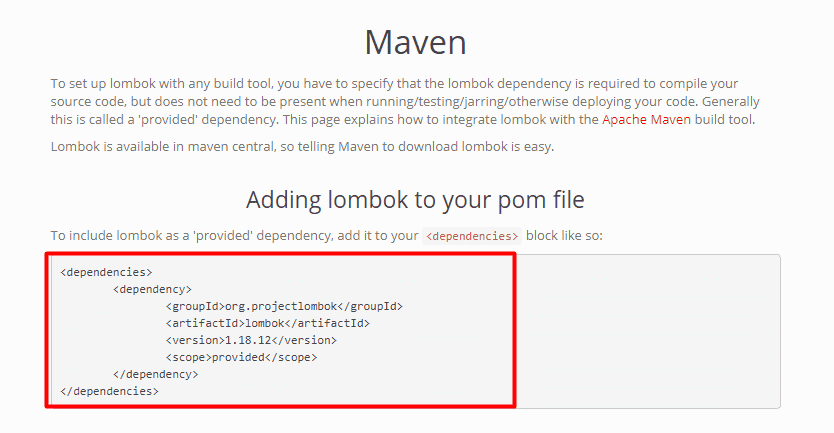 Maven
To set up lombok with any build tool, you have to specify that the lombok dependency is required to compile your
source code, but does not need to be present when running/testing/jarring/otherwise deploying your code. Generally
this is called a 'provided' dependency. This page explains how to integrate lombok with the Apache Maven build tool.
Lombok is available in maven central, so telling Maven to download lombok is easy.
Adding lombok to your pom file
To include lombok as a 'provided' dependency, add it to your <dependencies> block like so:
<dependencies>
<dependency>
<groupId>org.projectlombok</groupId>
<artifactId>lombok</artifactId>
<version>1.18.12</version>
<scope>provided</scope>
</dependency>
</dependencies>